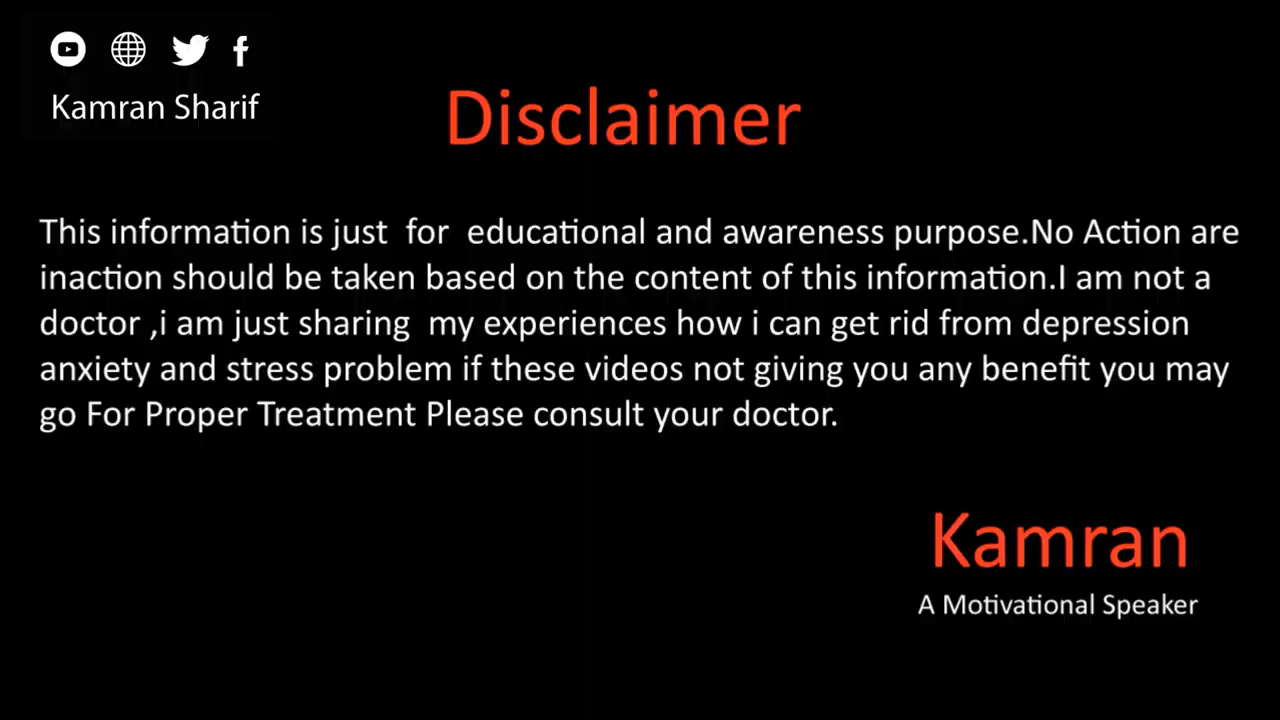 Kamran Sharif
Disclaimer
This information is just for educational and awareness purpose.No Action are
inaction should be taken based on the content of this information.I am not a
doctor ,i am just sharing my experiences how i can get rid from depression
anxiety and stress problem if these videos not giving you any benefit you may
go For Proper Treatment Please consult your doctor.
Kamran
A Motivational Speaker